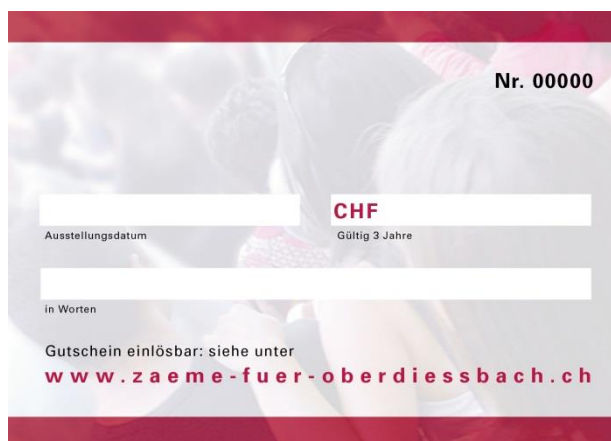 Nr. 00000
CHF
Ausstellungsdatum Gültig 3 Jahre
in Worten
Gutschein einlösbar: siehe unter
www.zaeme-fuer-oberdiessbach.ch